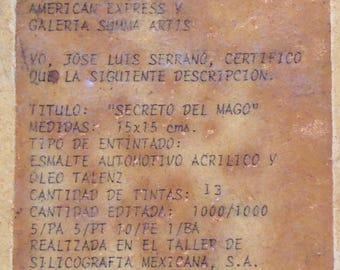 AMERICAN EXPRESS Y
GALERIA SUMMA ARTIS
YO, JOSE LUIS SERRANO, CERTIFICO
QUE LA SIGUIENTE DESCRIPCION.
TITULO: "SECRETO DEL MAGO"
MEDIDAS: 15x15 cms.
TIPO DE ENTINTADO:
ESMALTE AUTOMOTIVO ACRILICO Y
ÓLEO TALENZ
CANTIDAD DE TINTAS: 13
CANTIDAD EDITADA: 1000/1000
5/PA 5/PT 10/PE 1/BA
REALIZADA EN EL TALLER DE
SILICOGRAFIA MEXICANA, S.A.